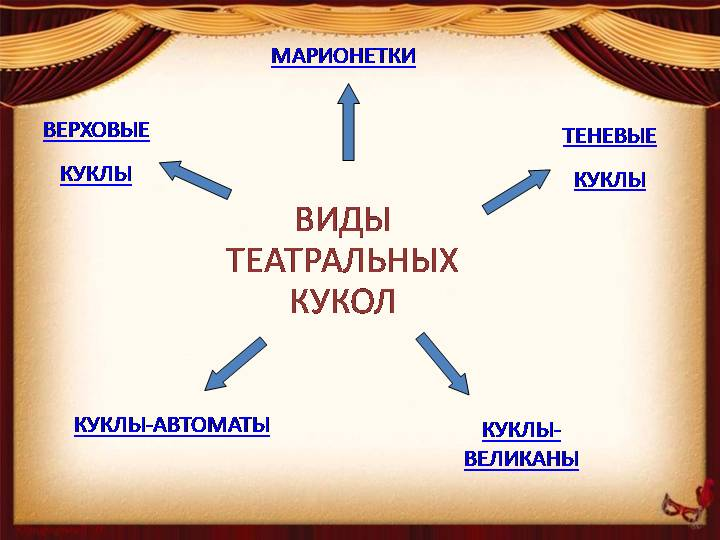 МАРИОНЕТКИ
ВЕРХОВЫЕ
КУКЛЫ
ТЕНЕВЫЕ
КУКЛЫ
ВИДЫ
ТЕАТРАЛЬНЫХ
КУКОЛ
КУКЛЫ-АВТОМАТЫ
КУКЛЫ-
ВЕЛИКАНЫ